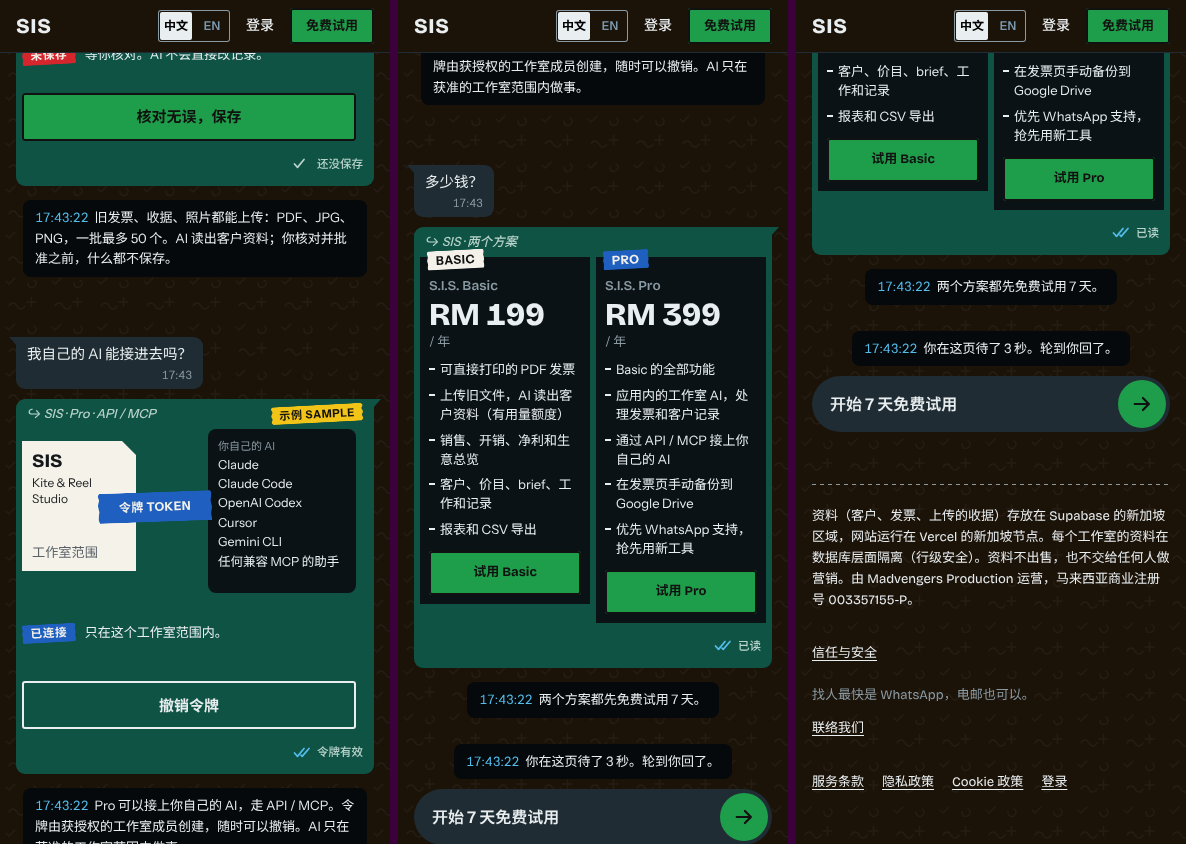 SIS
中文
EN
登录
免费试用
未保存
等你核对。AI 不会直接改记录。
核对无误，保存
还没保存
17:43:22 旧发票、收据、照片都能上传：PDF、JPG、
PNG，一批最多 50 个。AI 读出客户资料；你核对并批
准之前，什么都不保存。
我自己的 AI 能接进去吗？
17:43
SIS·Pro·API / MCP
示例 SAMPLE
SIS
Kite & Reel
Studio
工作室范围
令牌 TOKEN
你自己的 AI
Claude
Claude Code
OpenAI Codex
Cursor
Gemini CLI
任何兼容 MCP 的助手
已连接
只在这个工作室范围内。
撤销令牌
令牌有效
17:43:22 Pro 可以接上你自己的 AI，走 API / MCP。令
牌由获授权的工作室成员创建，随时可以撤销。AI 只在
获准的工作室范围内做事。
SIS
中文
EN
登录
免费试用
牌由获授权的工作室成员创建，随时可以撤销。AI 只在
获准的工作室范围内做事。
多少钱？
17:43
SIS·两个方案
BASIC
S.I.S. Basic
RM 199
/ 年
可直接打印的 PDF 发票
上传旧文件，AI 读出客
户资料（有用量额度）
销售、开销、净利和生
意总览
客户、价目、brief、工
作和记录
报表和 CSV 导出
试用 Basic
PRO
S.I.S. Pro
RM 399
/ 年
Basic 的全部功能
应用内的工作室 AI，处
理发票和客户记录
通过 API / MCP 接上你
自己的 AI
在发票页手动备份到
Google Drive
优先 WhatsApp 支持，
抢先用新工具
试用 Pro
已读
17:43:22 两个方案都先免费试用 7 天。
17:43:22 你在这页待了 3 秒。轮到你回了。
开始 7 天免费试用
SIS
中文
EN
登录
免费试用
客户、价目、brief、工
作和记录
报表和 CSV 导出
试用 Basic
在发票页手动备份到
Google Drive
优先 WhatsApp 支持，
抢先用新工具
试用 Pro
已读
17:43:22 两个方案都先免费试用 7 天。
17:43:22 你在这页待了 3 秒。轮到你回了。
开始 7 天免费试用
资料（客户、发票、上传的收据）存放在 Supabase 的新加坡
区域，网站运行在 Vercel 的新加坡节点。每个工作室的资料在
数据库层面隔离（行级安全）。资料不出售，也不交给任何人做
营销。由 Madvengers Production 运营，马来西亚商业注册
号 003357155-P。
信任与安全
找人最快是 WhatsApp，电邮也可以。
联络我们
服务条款
隐私政策
Cookie 政策
登录